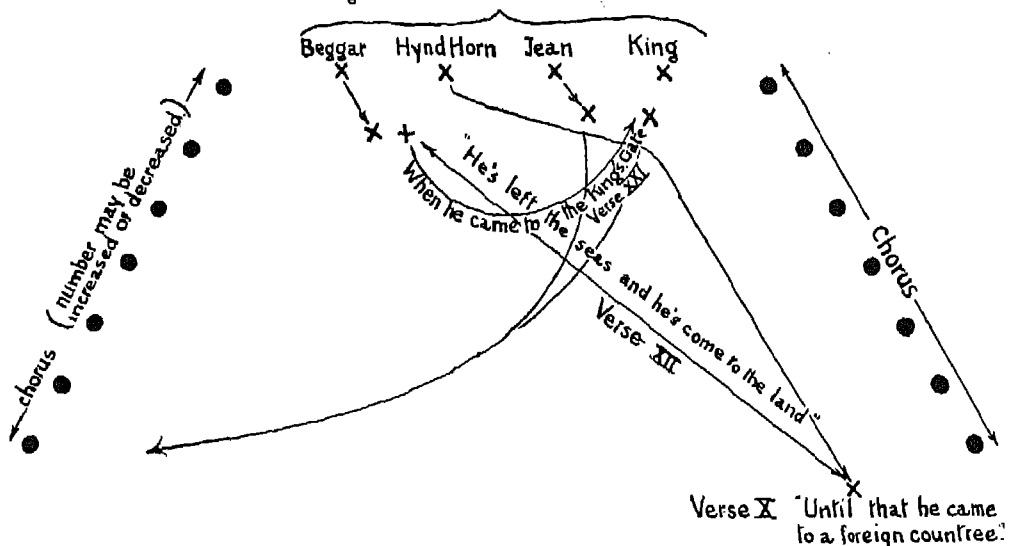 Beggar Hynd Horn Jean King
(number may be
increased or decreased.)
chorus
When he came to the King's Gate
Verse XXI
"He's left the seas and he's come to the land"
Verse XII
Chorus
Verse X "Until that he came
to a foreign countree."